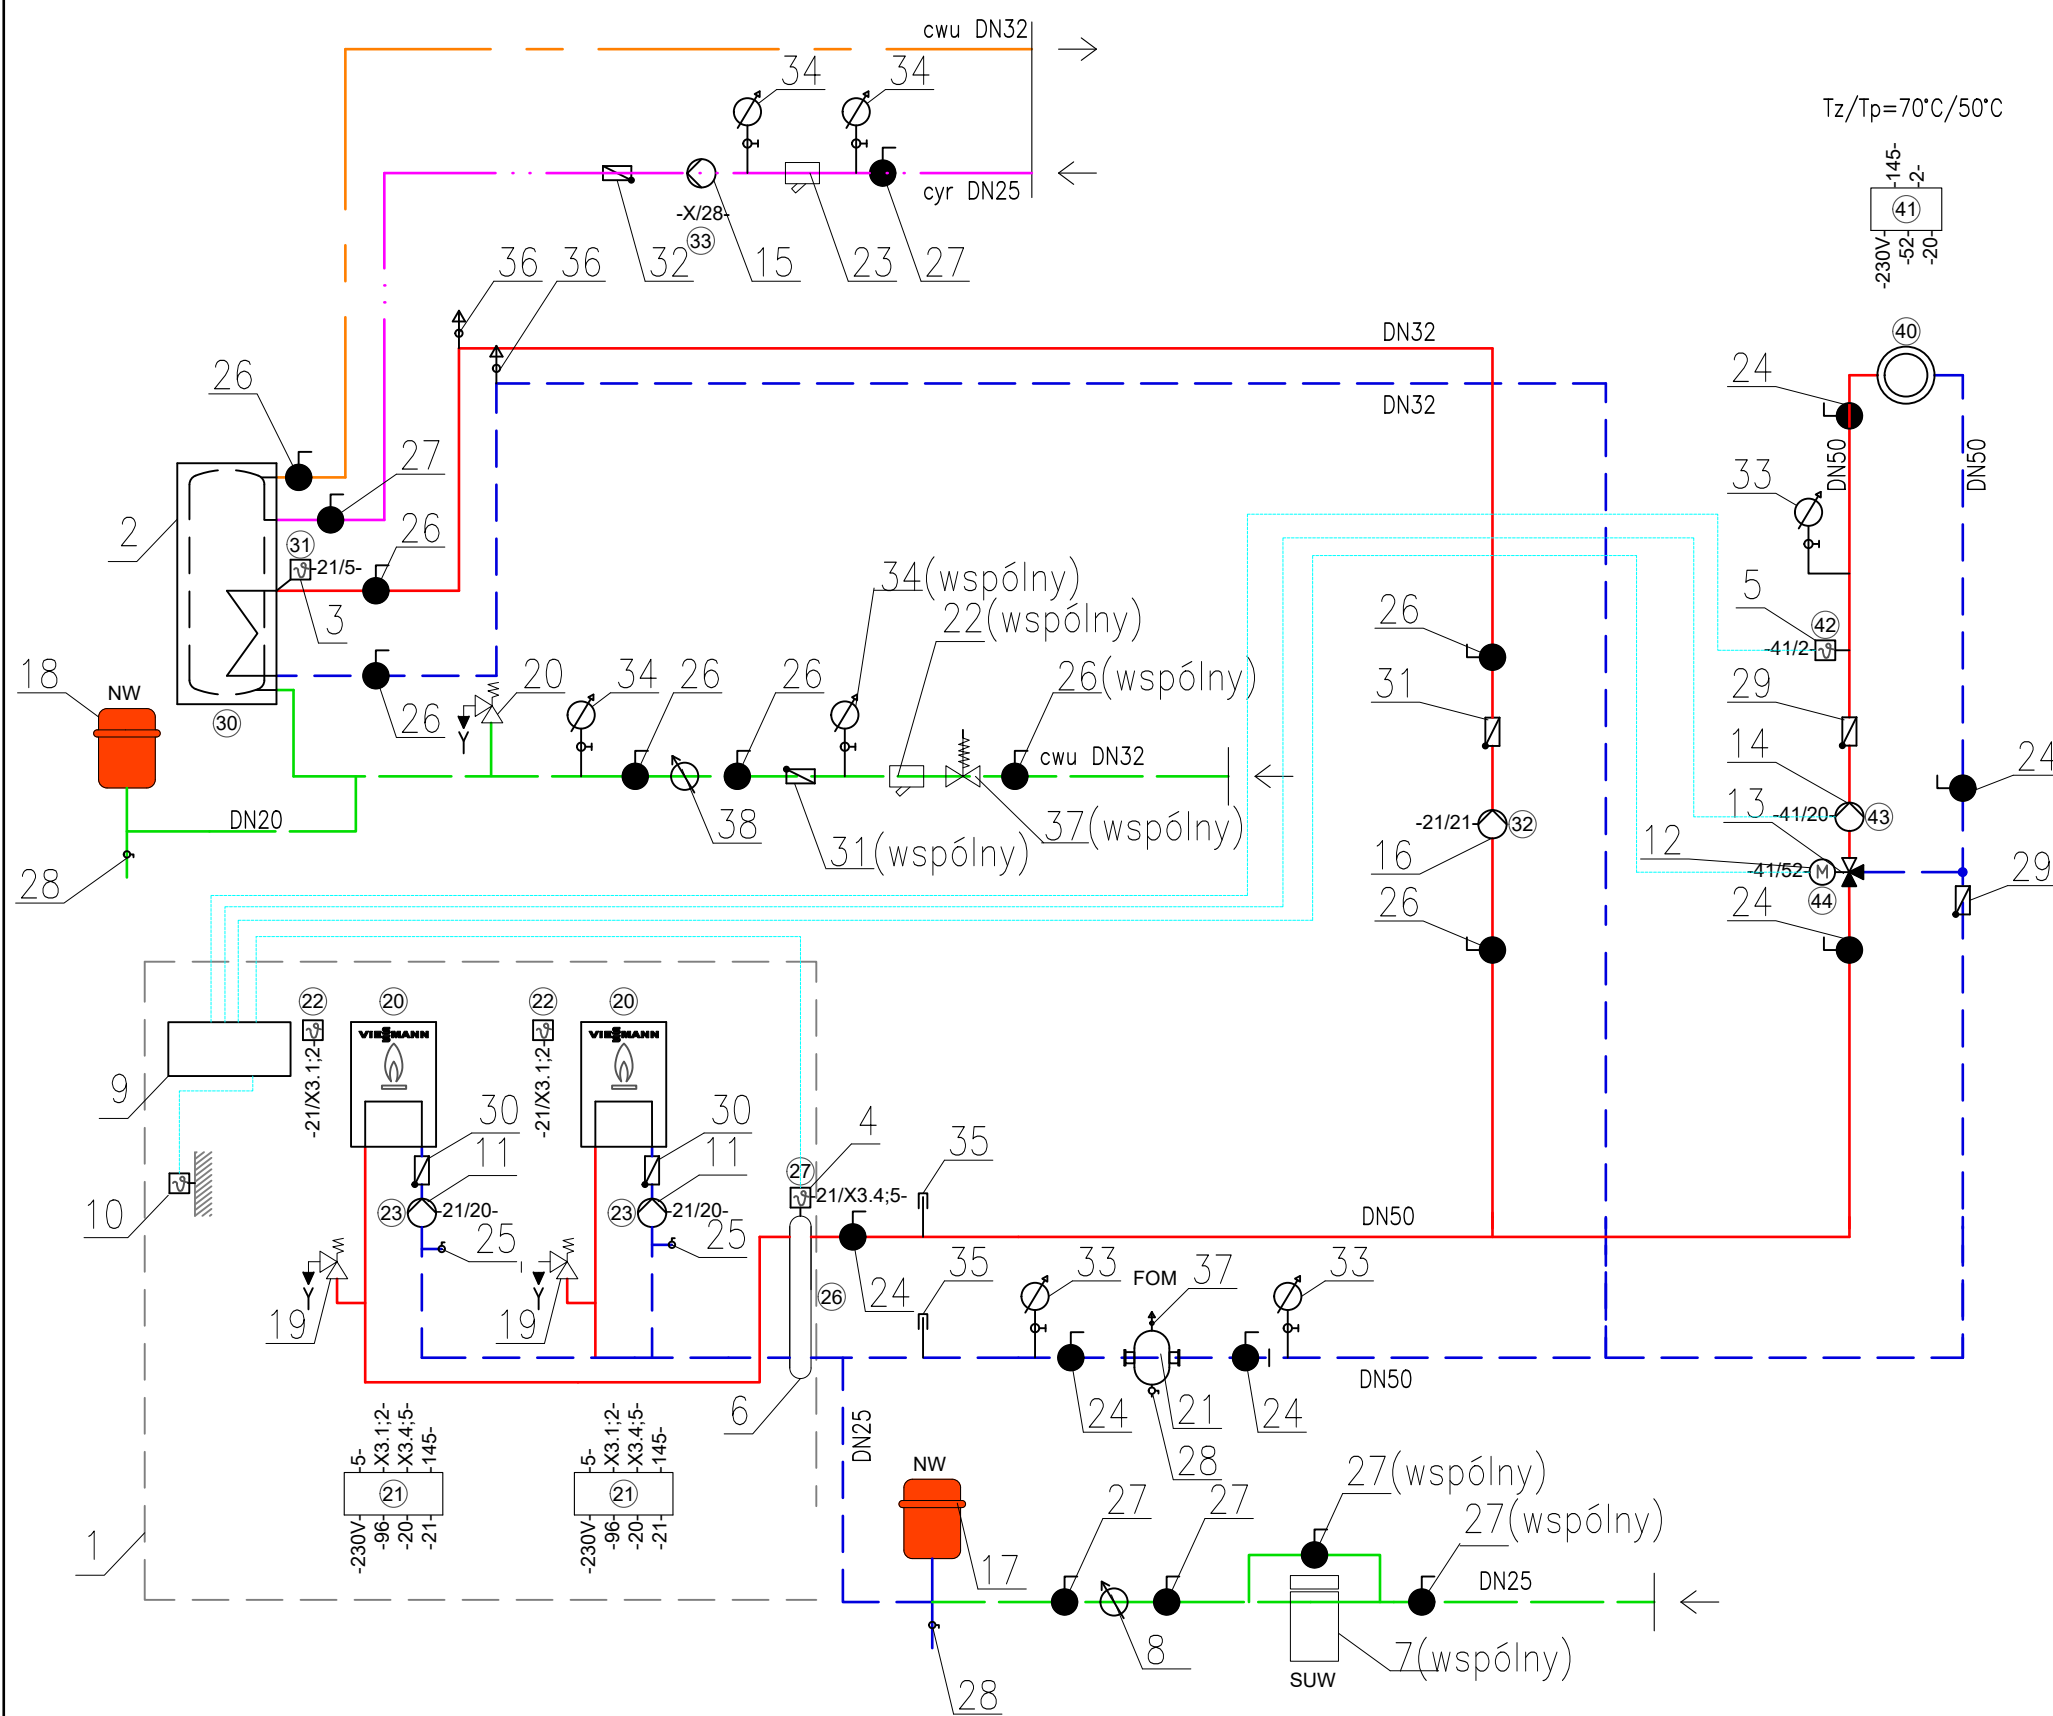 cwu DN32
34
34
Tz/Tp=70°C/50°C
-145-
2-
41
-230V-
-52-
-20-
cyr DN25
-X/28-
33
36
36
32
15
23
27
DN32
DN32
40
24
26
27
DN50
DN50
33
2
31
-21/5-
26
3
34(wspólny)
22(wspólny)
5
42
-41/2-
26
18
NW
30
26
20
34
26
26
26(wspólny)
31
29
cwu DN32
14
24
DN20
38
31(wspólny)
37(wspólny)
-21/21-
32
13
-41/20-
43
16
12
-41/52-
M
44
29
28
26
24
22
20
22
20
VIESSMANN
VIESSMANN
-21/X3.1;2-
-21/X3.1;2-
9
30
11
30
11
4
27
-21/X3.4;5-
35
10
23
-21/20-
25
23
-21/20-
25
DN50
19
19
26
24
35
33
FOM
37
33
6
DN25
24
21
24
DN50
28
-5-
-X3.1;2-
-X3.4;5-
-145-
21
-230V-
-96-
-20-
-21-
-5-
-X3.1;2-
-X3.4;5-
-145-
21
-230V-
-96-
-20-
-21-
NW
1
17
27
27
27(wspólny)
27(wspólny)
DN25
8
7(wspólny)
SUW
28